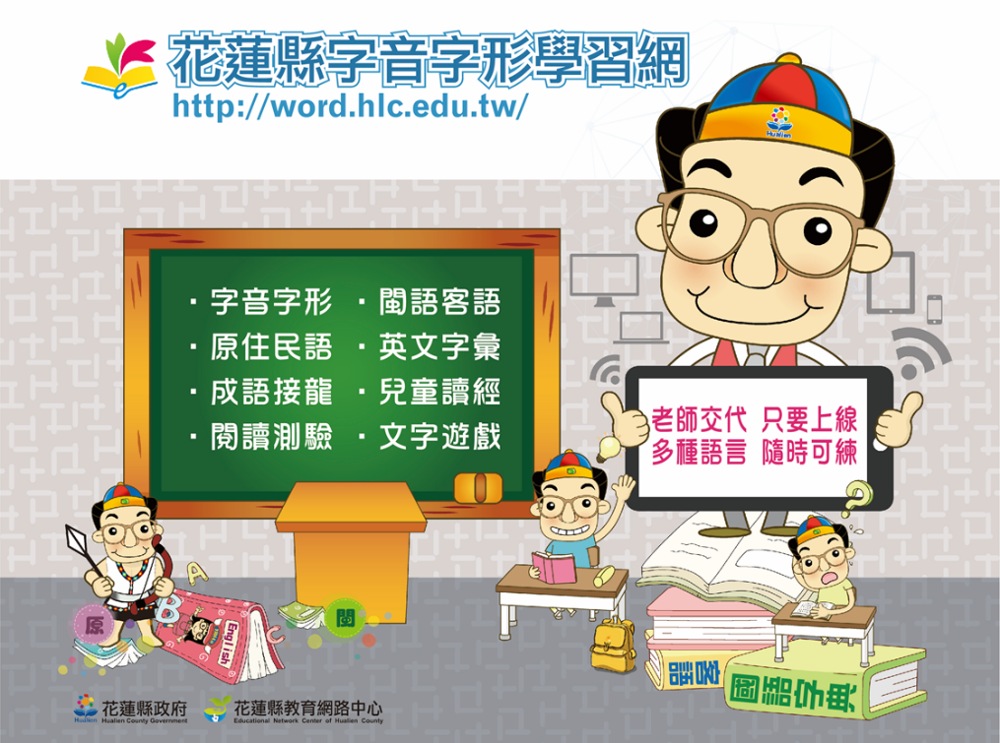 花蓮縣字音字形學習網
http://word.hlc.edu.tw/
Hualien
· 字音字形 · 閩語客語
· 原住民語 · 英文字彙
· 成語接龍 · 兒童讀經
· 閱讀測驗 · 文字遊戲
老師交代 只要上線
多種語言 隨時可練
?
A
B
C
原
English
閩
客語
國語字典
Hualien
花蓮縣政府
Hualien County Government
花蓮縣教育網路中心
Educational Network Center of Hualien County